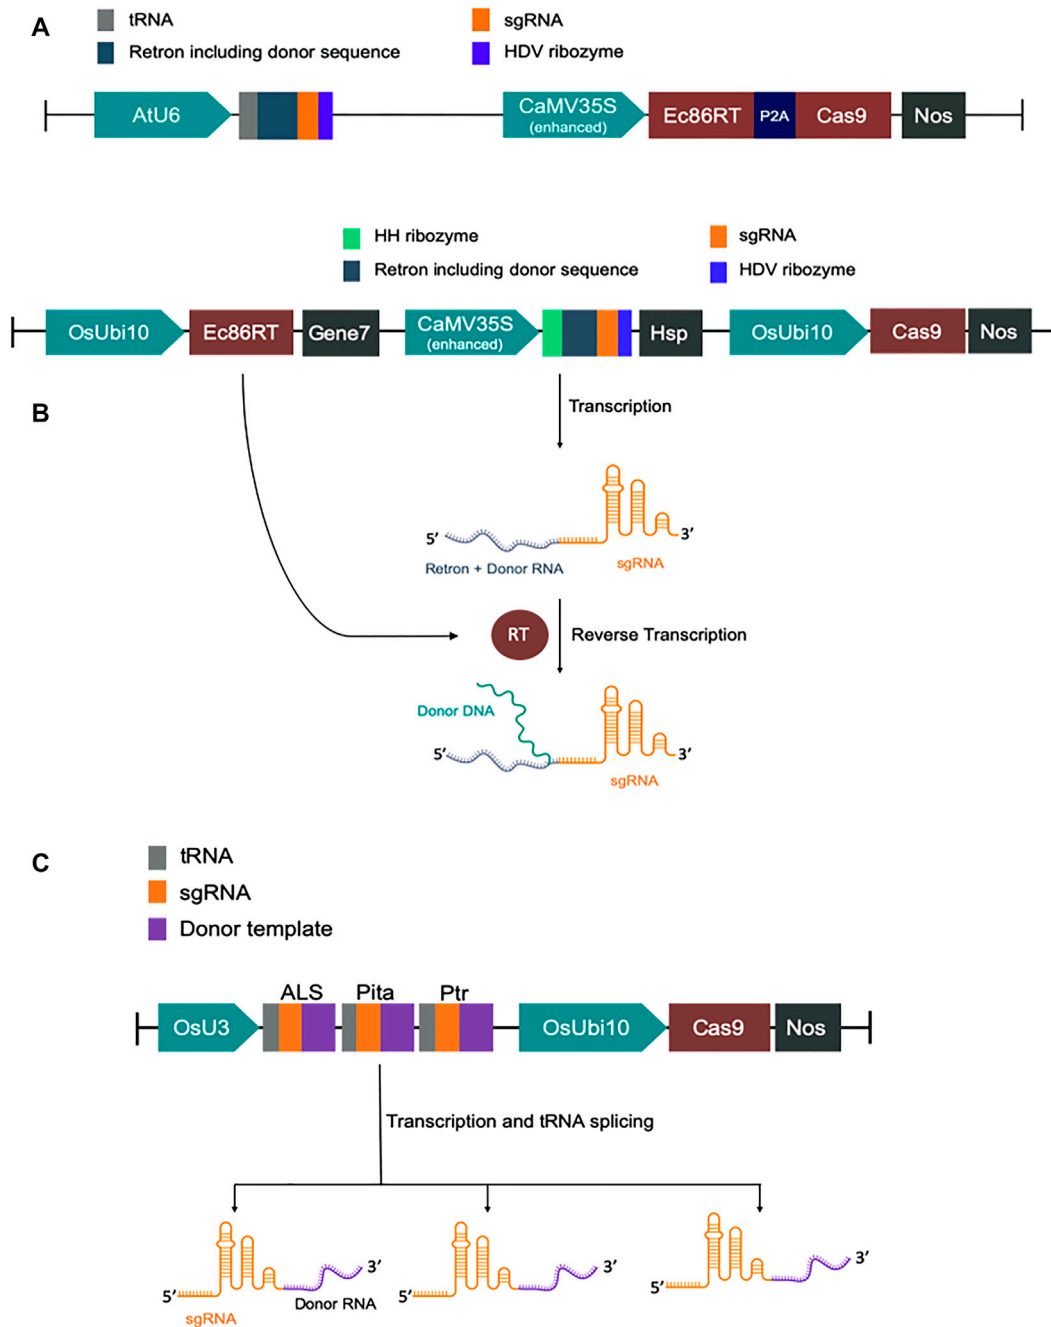 A
tRNA
sgRNA
Retron including donor sequence
HDV ribozyme
AtU6
CaMV35S
(enhanced)
Ec86RT
P2A
Cas9
Nos
HH ribozyme
sgRNA
Retron including donor sequence
HDV ribozyme
OsUbi10
Ec86RT
Gene7
CaMV35S
(enhanced)
Hsp
OsUbi10
Cas9
Nos
B
Transcription
5'
3'
Retron + Donor RNA
sgRNA
RT
Reverse Transcription
Donor DNA
5'
3'
sgRNA
C
tRNA
sgRNA
Donor template
ALS
Pita
Ptr
OsU3
OsUbi10
Cas9
Nos
Transcription and tRNA splicing
5'
3'
sgRNA
Donor RNA
5'
3'
5'
3'